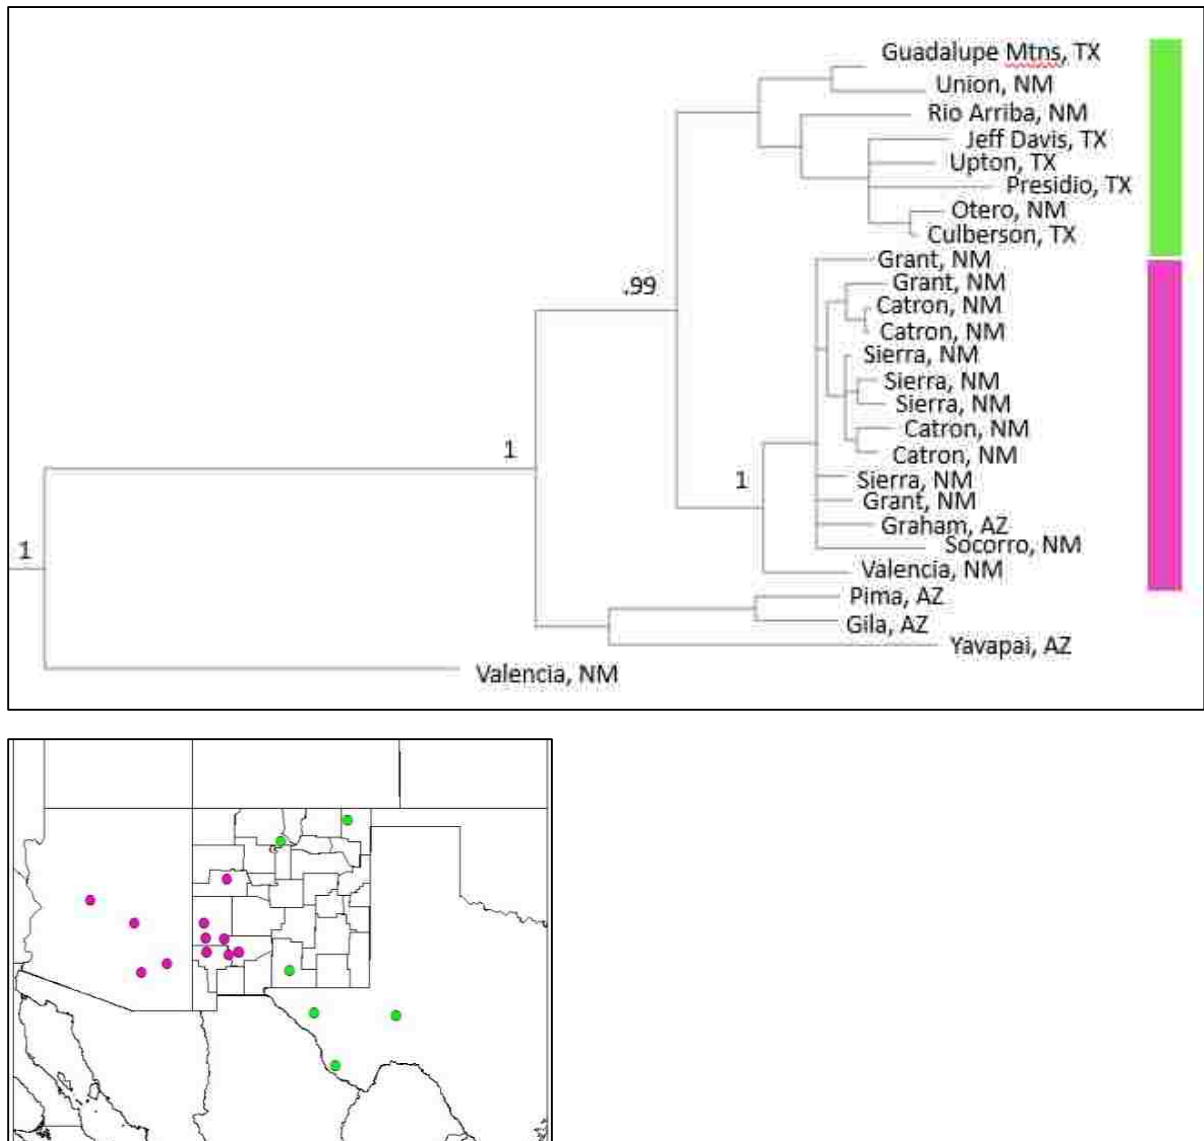 Guadalupe Mtns, TX
Union, NM
Rio Arriba, NM
Jeff Davis, TX
Upton, TX
Presidio, TX
Otero, NM
Culberson, TX
Grant, NM
.99
Grant, NM
Catron, NM
Catron, NM
Sierra, NM
Sierra, NM
Sierra, NM
Catron, NM
1
Catron, NM
1
Sierra, NM
Grant, NM
Graham, AZ
Socorro, NM
1
Valencia, NM
Pima, AZ
Gila, AZ
Yavapai, AZ
Valencia, NM